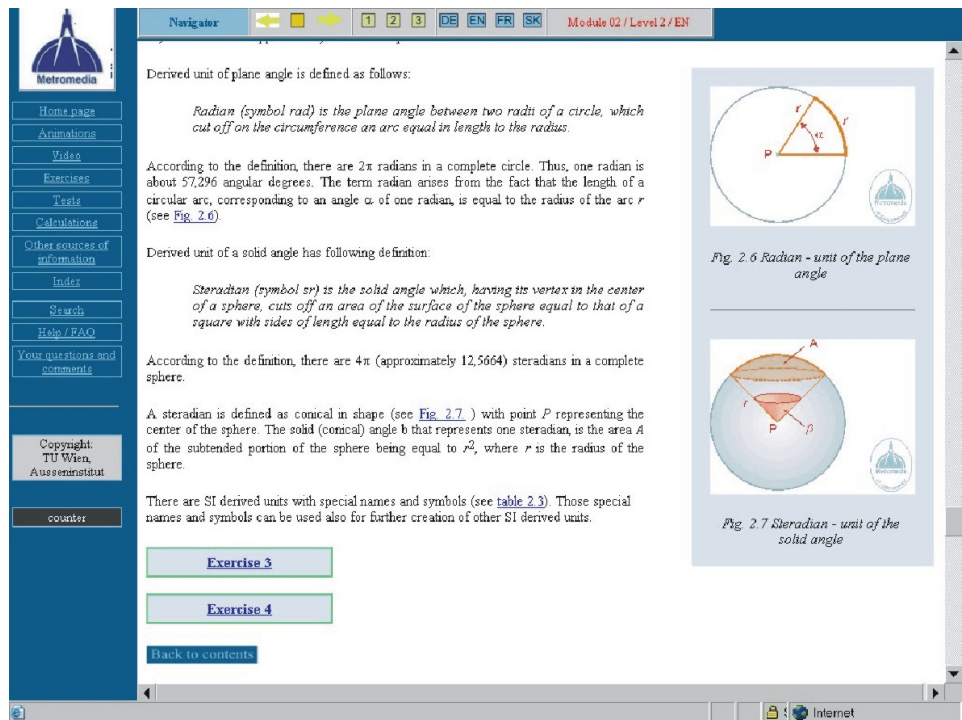 Navigator
1 2 3 DE EN FR SK
Module 02 / Level 2 / EN
Metromedia
Home page
Animations
Video
Exercises
Tests
Calculations
Other sources of
information
Index
Search
Help / FAQ
Your questions and
comments
Copyright:
TU Wien,
Ausseninstitut
counter
Derived unit of plane angle is defined as follows:
Radian (symbol rad) is the plane angle between two radii of a circle, which
cut off on the circumference an arc equal in length to the radius.
According to the definition, there are 2π radians in a complete circle. Thus, one radian is
about 57,296 angular degrees. The term radian arises from the fact that the length of a
circular arc, corresponding to an angle α of one radian, is equal to the radius of the arc r
(see Fig. 2.6).
Derived unit of a solid angle has following definition:
Steradian (symbol sr) is the solid angle which, having its vertex in the center
of a sphere, cuts off an area of the surface of the sphere equal to that of a
square with sides of length equal to the radius of the sphere.
According to the definition, there are 4π (approximately 12,5664) steradians in a complete
sphere.
A steradian is defined as conical in shape (see Fig. 2.7. ) with point P representing the
center of the sphere. The solid (conical) angle b that represents one steradian, is the area A
of the subtended portion of the sphere being equal to r², where r is the radius of the
sphere.
There are SI derived units with special names and symbols (see table 2.3). Those special
names and symbols can be used also for further creation of other SI derived units.
Exercise 3
Exercise 4
Back to contents
r
r
α
P
Metromedia
Fig. 2.6 Radian - unit of the plane
angle
A
r
P
β
Metromedia
Fig. 2.7 Steradian - unit of the
solid angle
Internet